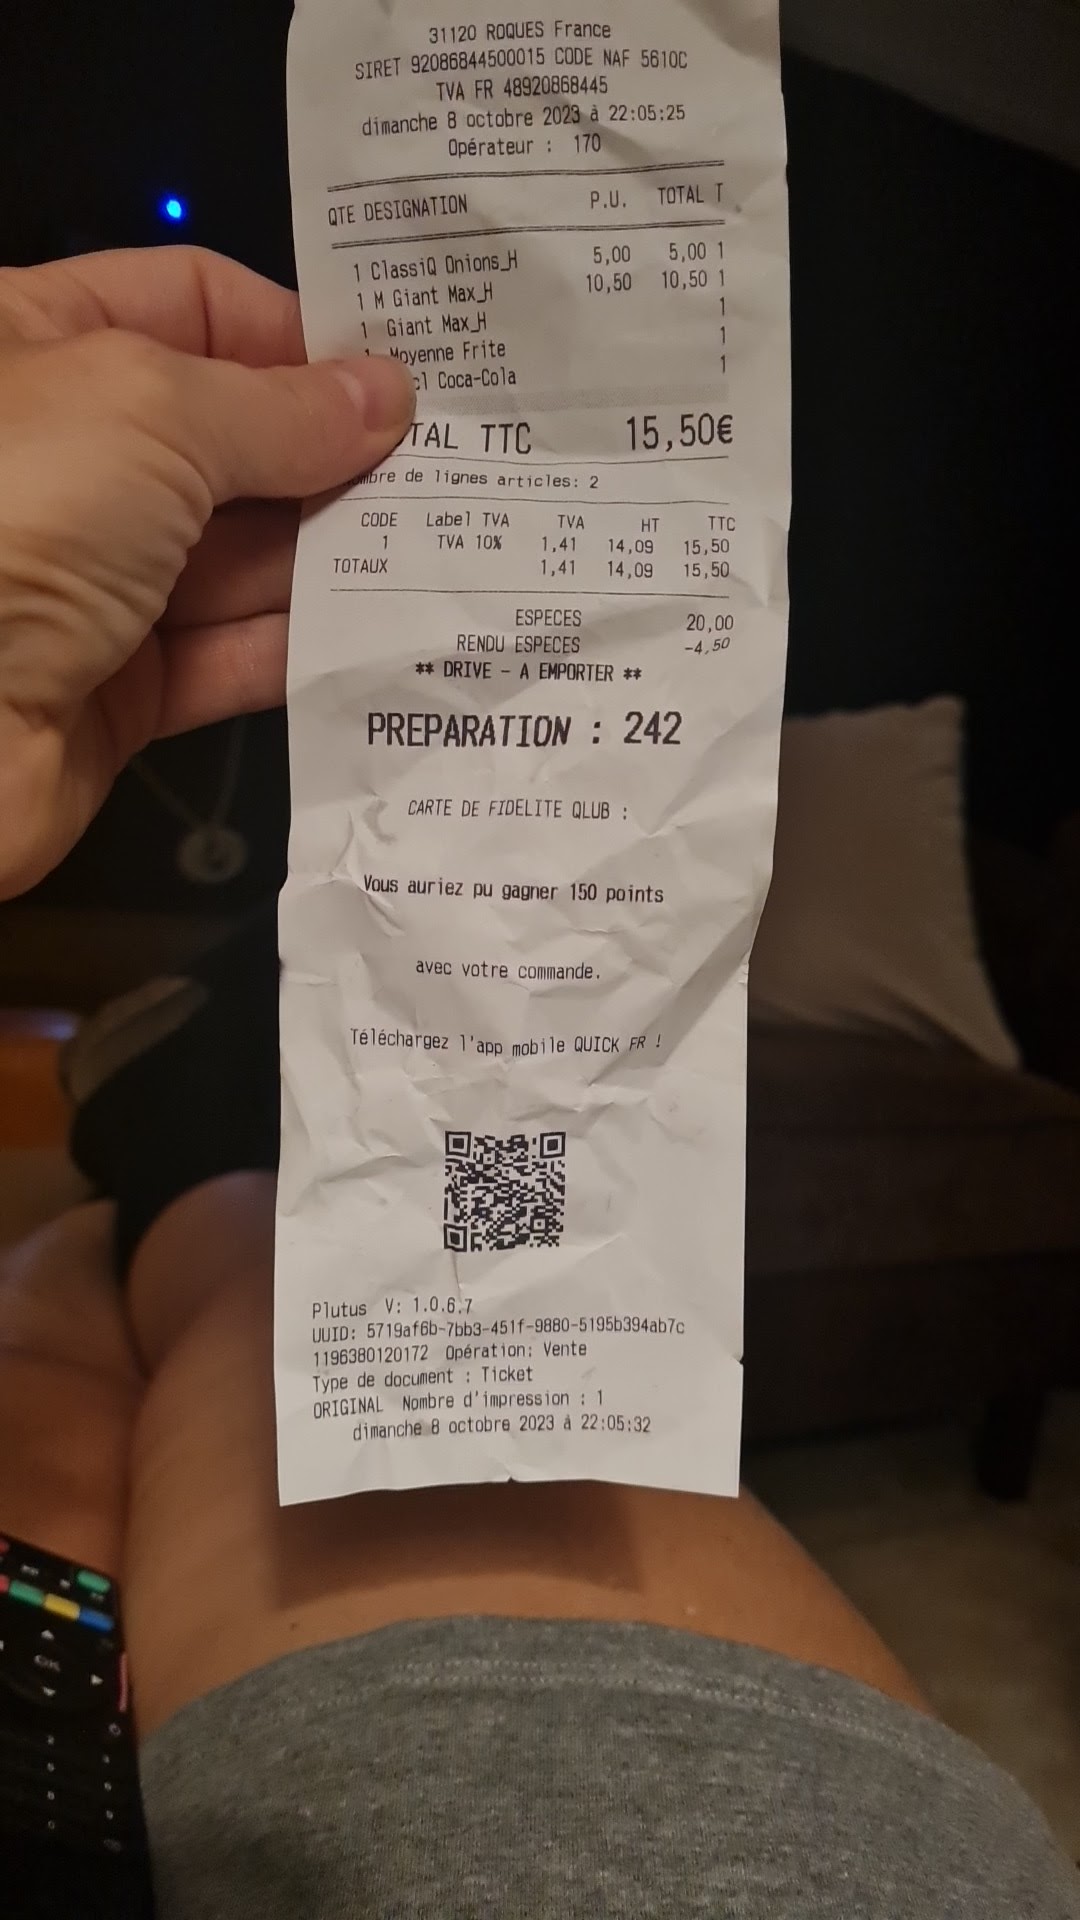 31120 ROQUES France
SIRET 92086844500015 CODE NAF 5610C
TVA FR 48920868445
dimanche 8 octobre 2023 à 22:05:25
Opérateur : 170
QTE DESIGNATION P.U. TOTAL T
1 ClassiQ Onions_H 5,00 5,00 1
1 M Giant Max_H 10,50 10,50 1
1 Giant Max_H 1
1 Moyenne Frite 1
cl Coca-Cola 1
TAL TTC 15,50€
mbre de lignes articles: 2
CODE Label TVA TVA HT TTC
1 TVA 10% 1,41 14,09 15,50
TOTAUX 1,41 14,09 15,50
ESPECES 20,00
RENDU ESPECES -4,50
** DRIVE - A EMPORTER **
PREPARATION : 242
CARTE DE FIDELITE QLUB :
Vous auriez pu gagner 150 points
avec votre commande.
Téléchargez l'app mobile QUICK FR !
Plutus V: 1.0.6.7
UUID: 5719af6b-7bb3-451f-9880-5195b394ab7c
1196380120172 Opération: Vente
Type de document : Ticket
ORIGINAL Nombre d'impression : 1
dimanche 8 octobre 2023 à 22:05:32
OK